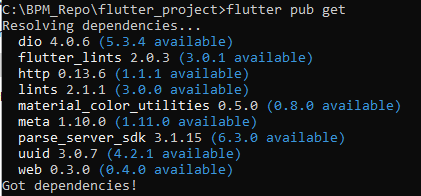 C:\BPM_Repo\flutter_project>flutter pub get
Resolving dependencies...
dio 4.0.6 (5.3.4 available)
flutter_lints 2.0.3 (3.0.1 available)
http 0.13.6 (1.1.1 available)
lints 2.1.1 (3.0.0 available)
material_color_utilities 0.5.0 (0.8.0 available)
meta 1.10.0 (1.11.0 available)
parse_server_sdk 3.1.15 (6.3.0 available)
uuid 3.0.7 (4.2.1 available)
web 0.3.0 (0.4.0 available)
Got dependencies!